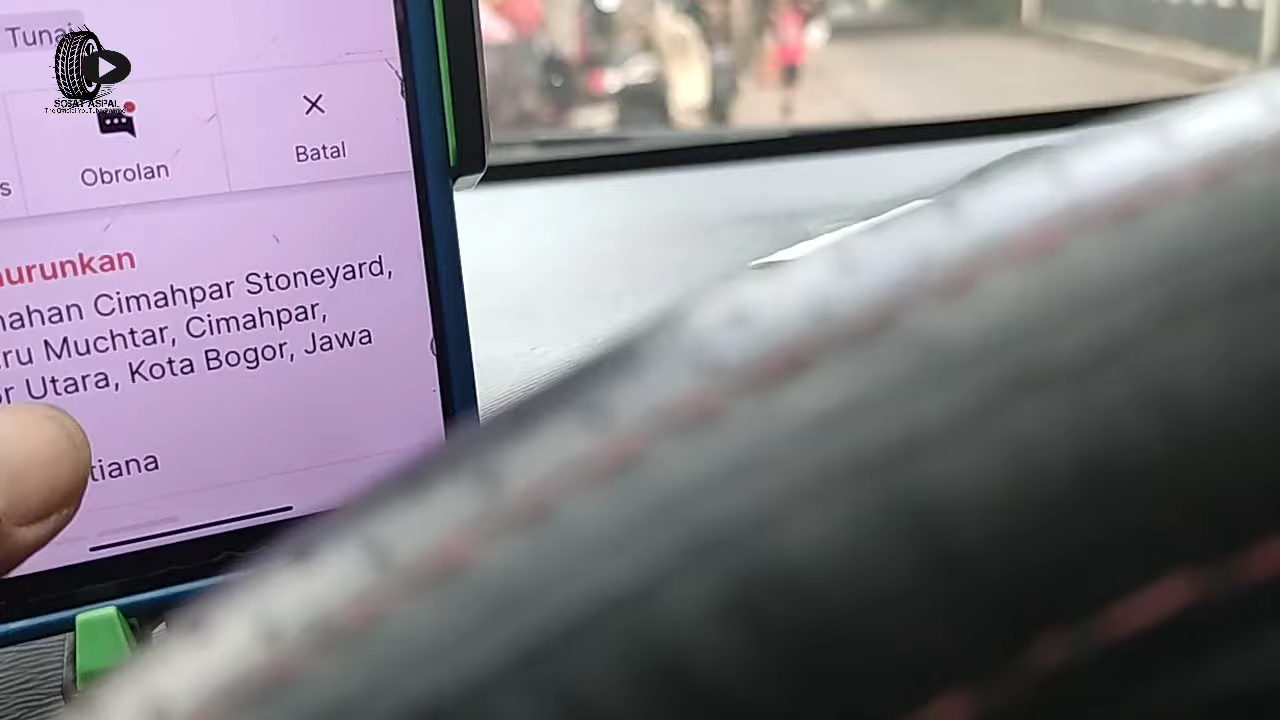 Tunai
SOBAT ASPAL
Obrolan
Batal
urunkan
nahan Cimahpar Stoneyard,
ru Muchtar, Cimahpar,
r Utara, Kota Bogor, Jawa
tiana